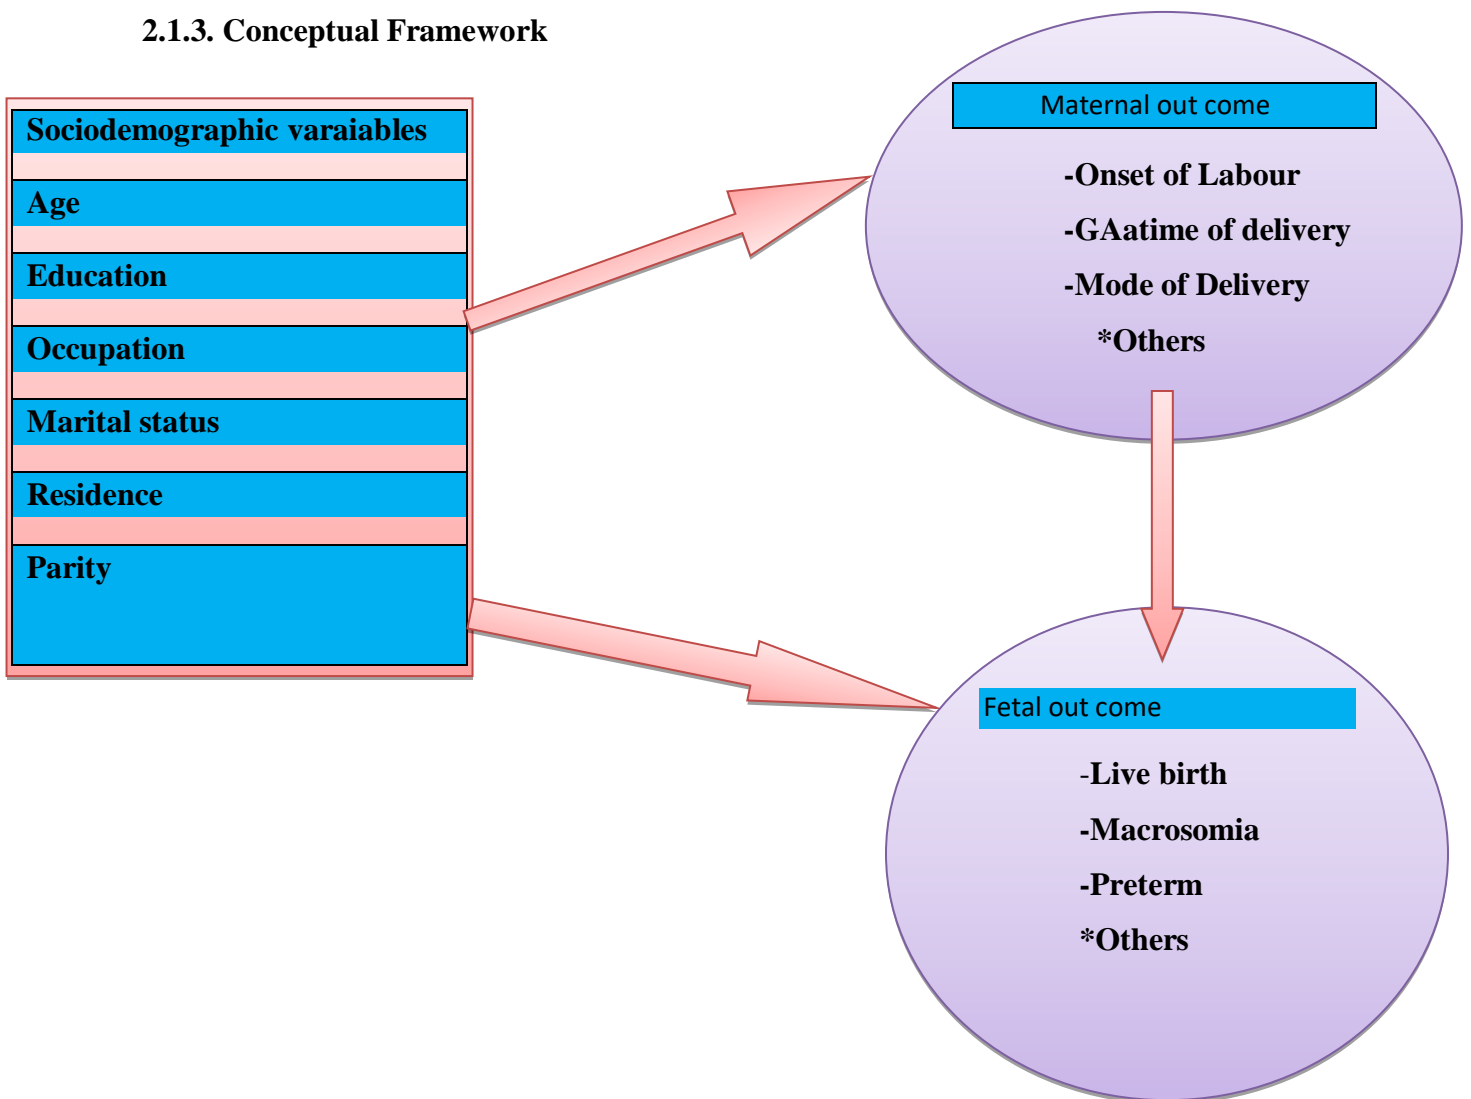 2.1.3. Conceptual Framework
Sociodemographic varaiables
Age
Education
Occupation
Marital status
Residence
Parity
Maternal out come
-Onset of Labour
-GAatime of delivery
-Mode of Delivery
*Others
Fetal out come
-Live birth
-Macrosomia
-Preterm
*Others